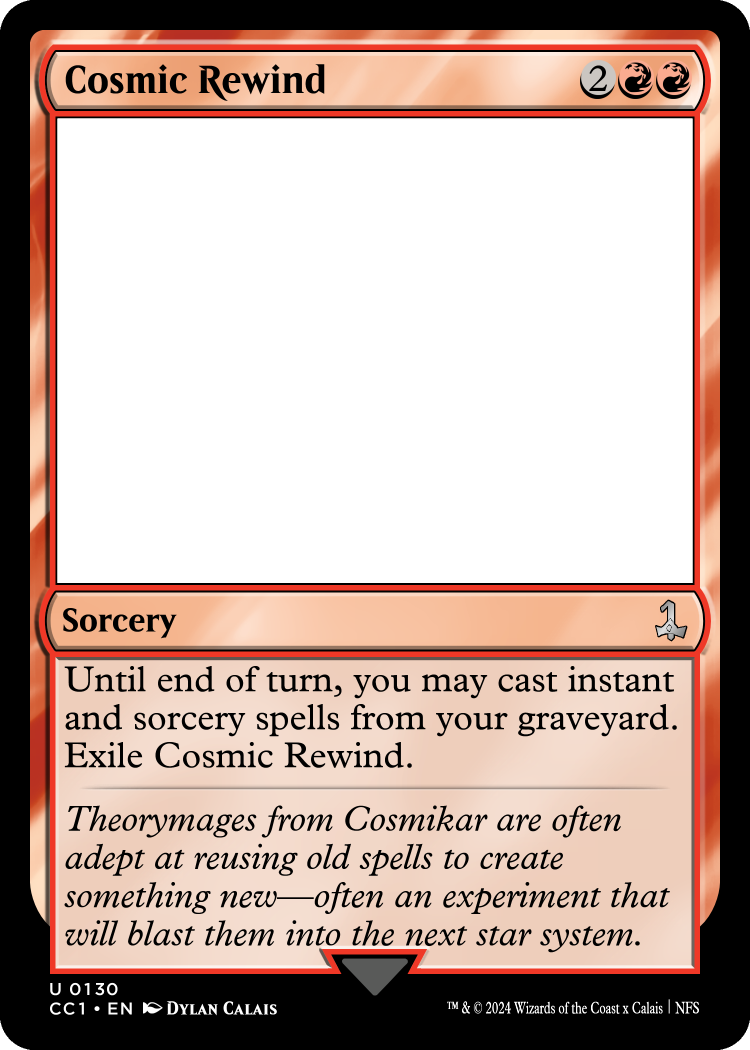 Cosmic Rewind 2
Sorcery
Until end of turn, you may cast instant
and sorcery spells from your graveyard.
Exile Cosmic Rewind.
Theorymages from Cosmikar are often
adept at reusing old spells to create
something new—often an experiment that
will blast them into the next star system.
U 0130
CC1 • EN Dylan Calais
™ & © 2024 Wizards of the Coast x Calais | NFS